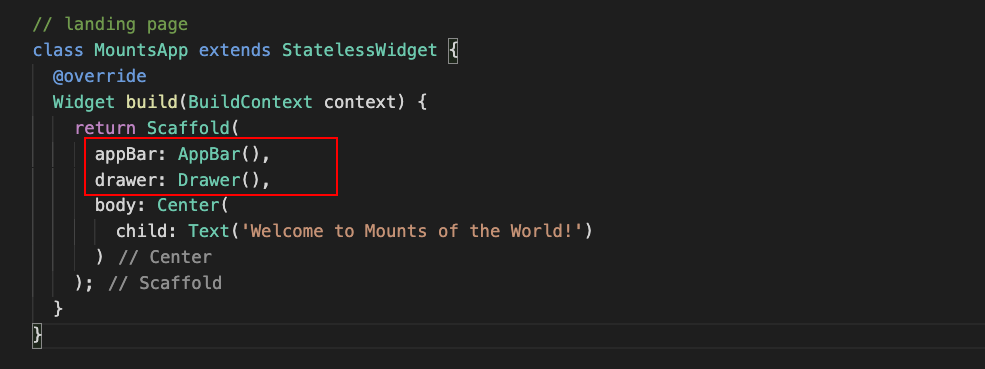 // landing page
class MountsApp extends StatelessWidget {
@override
Widget build(BuildContext context) {
return Scaffold(
appBar: AppBar(),
drawer: Drawer(),
body: Center(
child: Text('Welcome to Mounts of the World!')
) // Center
); // Scaffold
}
}